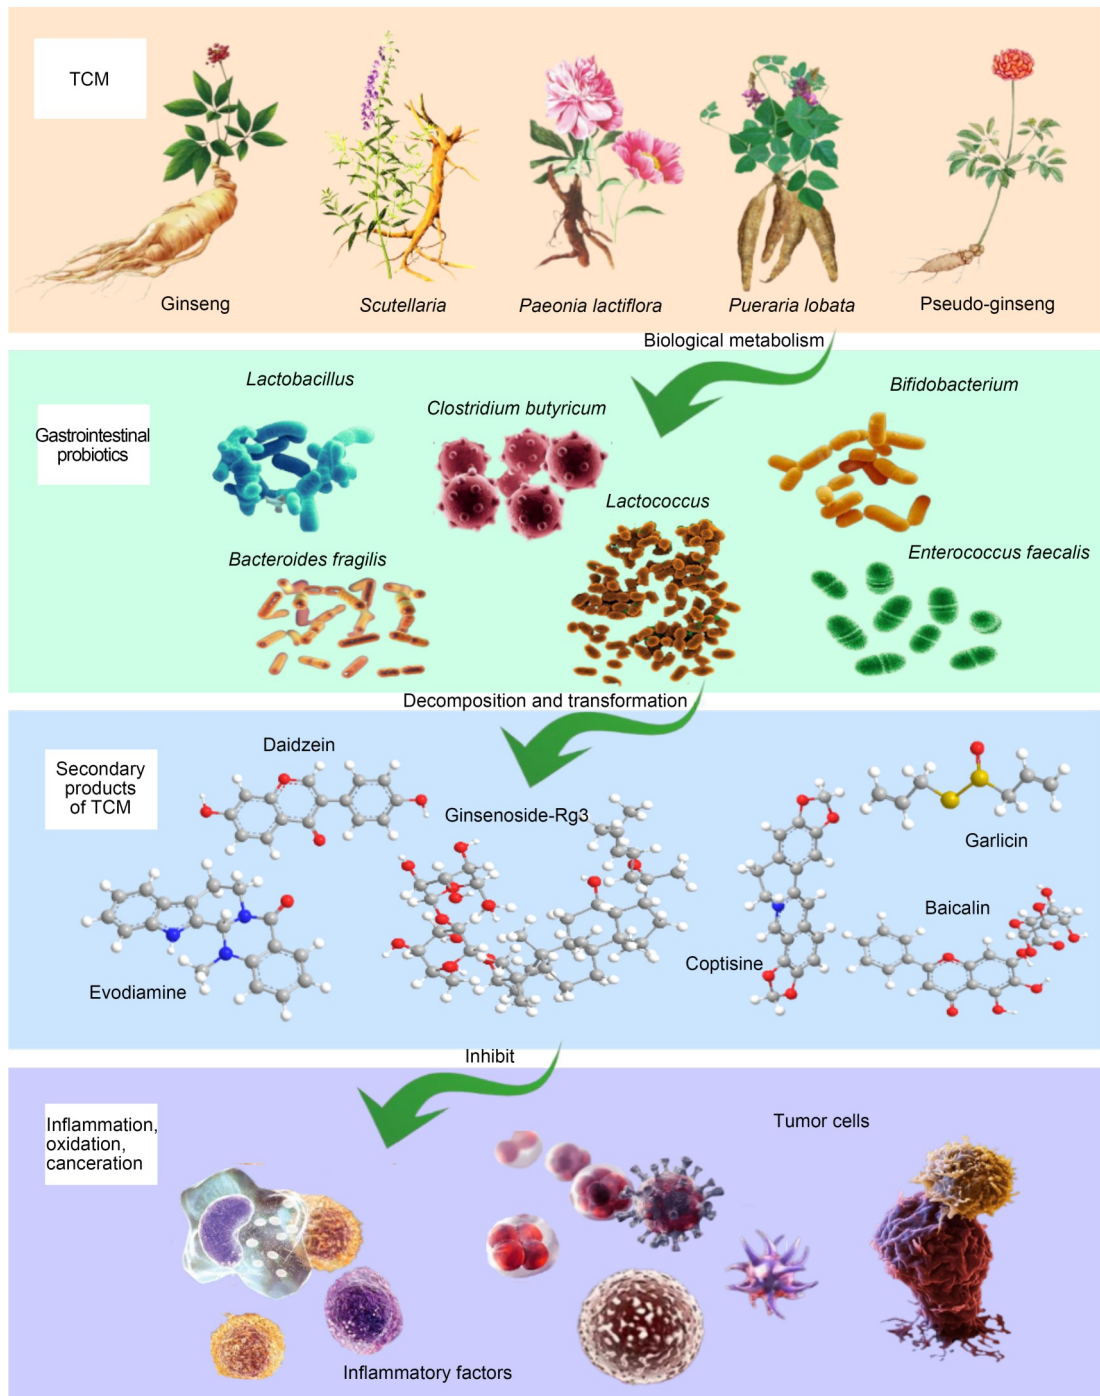 TCM
Ginseng
Scutellaria
Paeonia lactiflora
Pueraria lobata
Pseudo-ginseng
Biological metabolism
Gastrointestinal
probiotics
Lactobacillus
Clostridium butyricum
Bifidobacterium
Lactococcus
Bacteroides fragilis
Enterococcus faecalis
Decomposition and transformation
Secondary
products
of TCM
Daidzein
Ginsenoside-Rg3
Garlicin
Baicalin
Coptisine
Evodiamine
Inhibit
Inflammation,
oxidation,
canceration
Tumor cells
Inflammatory factors